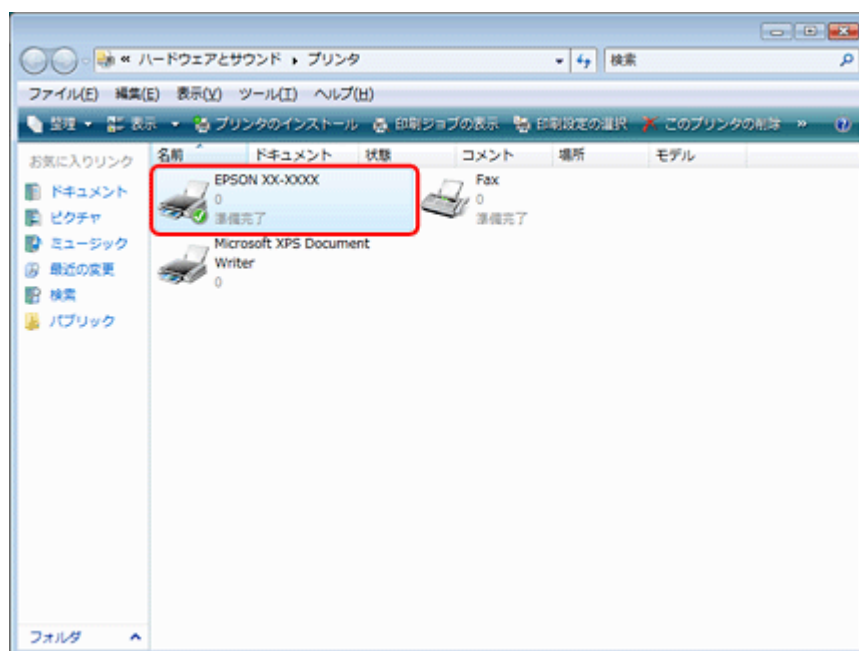 « ハードウェアとサウンド ▸ プリンタ 検索
ファイル(F) 編集(E) 表示(V) ツール(T) ヘルプ(H)
整理 表示 プリンタのインストール 印刷ジョブの表示 印刷設定の選択 このプリンタの削除 »
お気に入りリンク
ドキュメント
ピクチャ
ミュージック
最近の変更
検索
パブリック
名前 ドキュメント 状態 コメント 場所 モデル
EPSON XX-XXXX
0
準備完了
Fax
0
準備完了
Microsoft XPS Document
Writer
0
フォルダ